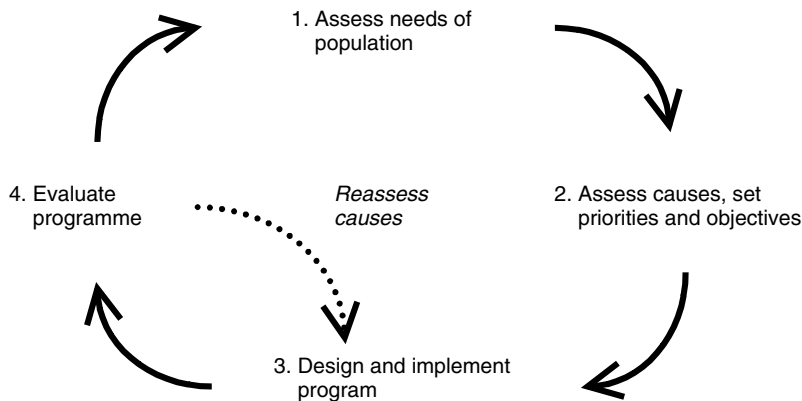 1. Assess needs of
population
2. Assess causes, set
priorities and objectives
3. Design and implement
program
4. Evaluate
programme
Reassess
causes